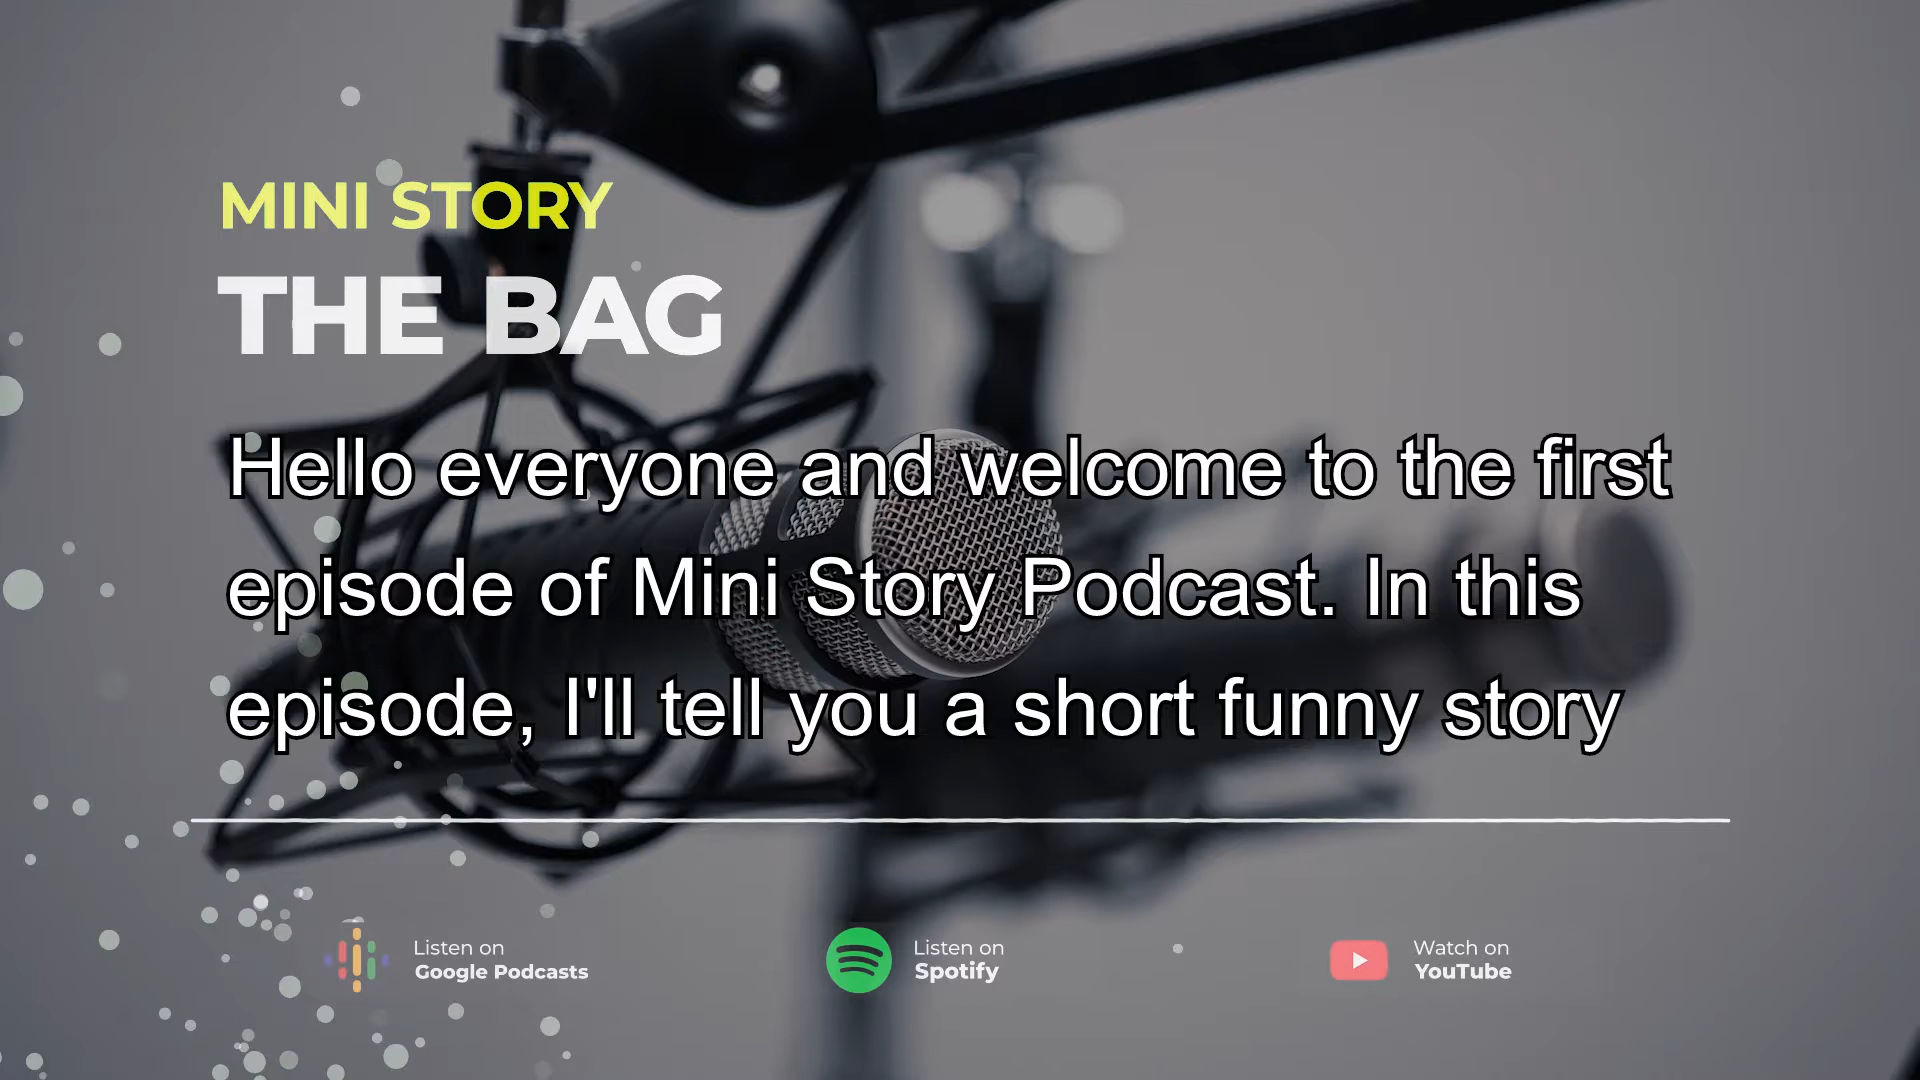 MINI STORY
THE BAG
Hello everyone and welcome to the first
episode of Mini Story Podcast. In this
episode, I'll tell you a short funny story
Listen on
Google Podcasts
Listen on
Spotify
Watch on
YouTube